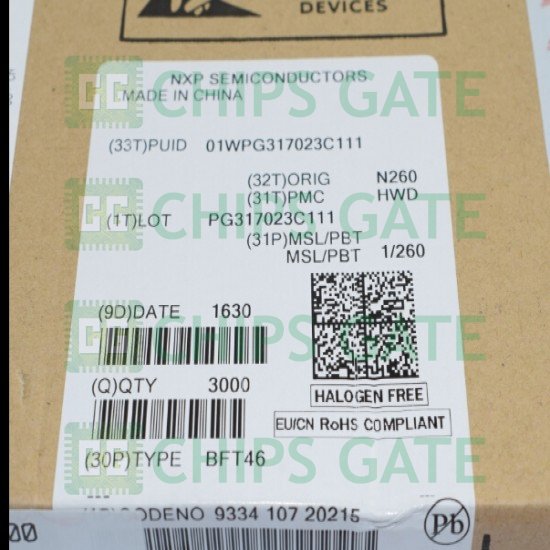 DEVICES
NXP SEMICONDUCTORS
MADE IN CHINA
CHIPS GATE
(33T)PUID 01WPG317023C111
(32T)ORIG N260
(31T)PMC HWD
CHIPS GATE
(1T)LOT PG317023C111
(31P)MSL/PBT
MSL/PBT 1/260
(9D)DATE 1630
CHIPS GATE
(Q)QTY 3000
HALOGEN FREE
EU/CN RoHS COMPLIANT
(30P)TYPE BFT46
CHIPS GATE
CODENO 9334 107 20215
Pb
00